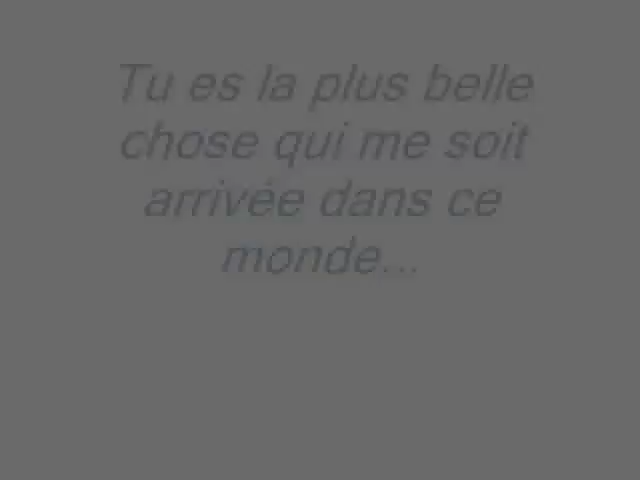 Tu es la plus belle
chose qui me soit
arrivée dans ce
monde...